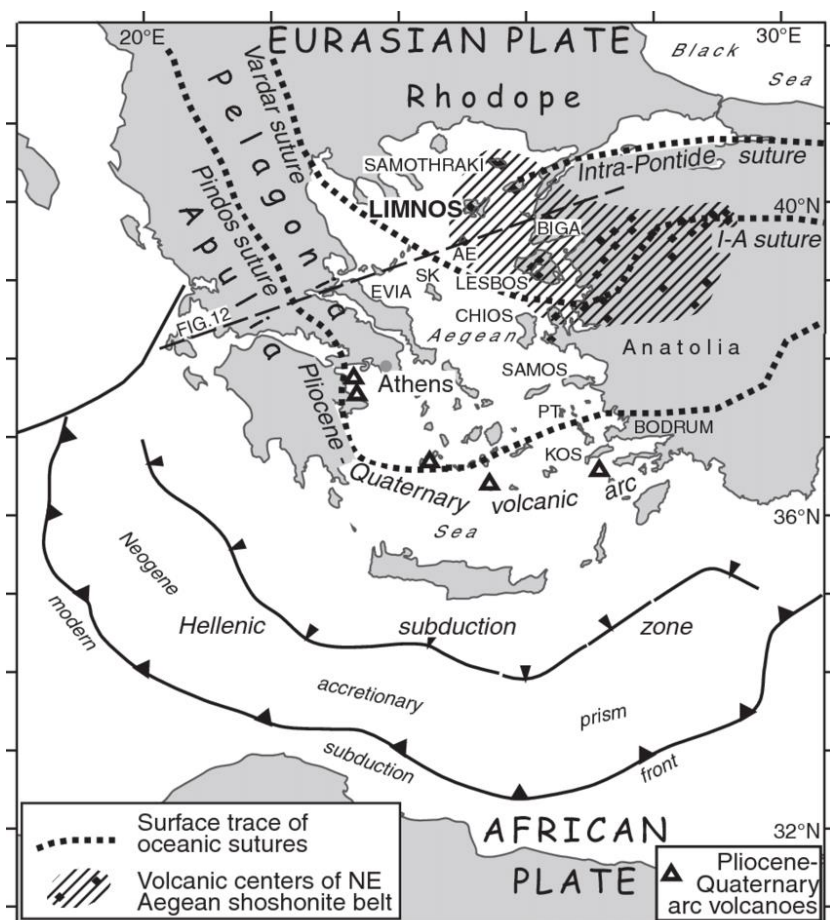 20°E
EURASIAN PLATE
30°E
Black
Sea
Rhodope
Vardar suture
Pelagonia
Pindos suture
Apulia
SAMOTHRAKI
Intra-Pontide suture
LIMNOS
40°N
BIGA
I-A suture
AE
SK
LESBOS
EVIA
FIG.12
CHIOS
Aegean
Anatolia
SAMOS
Athens
PT
BODRUM
KOS
Pliocene-
Quaternary
volcanic
arc
36°N
Sea
Neogene
Hellenic subduction zone
modern
accretionary
prism
subduction
front
AFRICAN
PLATE
32°N
Surface trace of
oceanic sutures
Volcanic centers of NE
Aegean shoshonite belt
Pliocene-
Quaternary
arc volcanoes